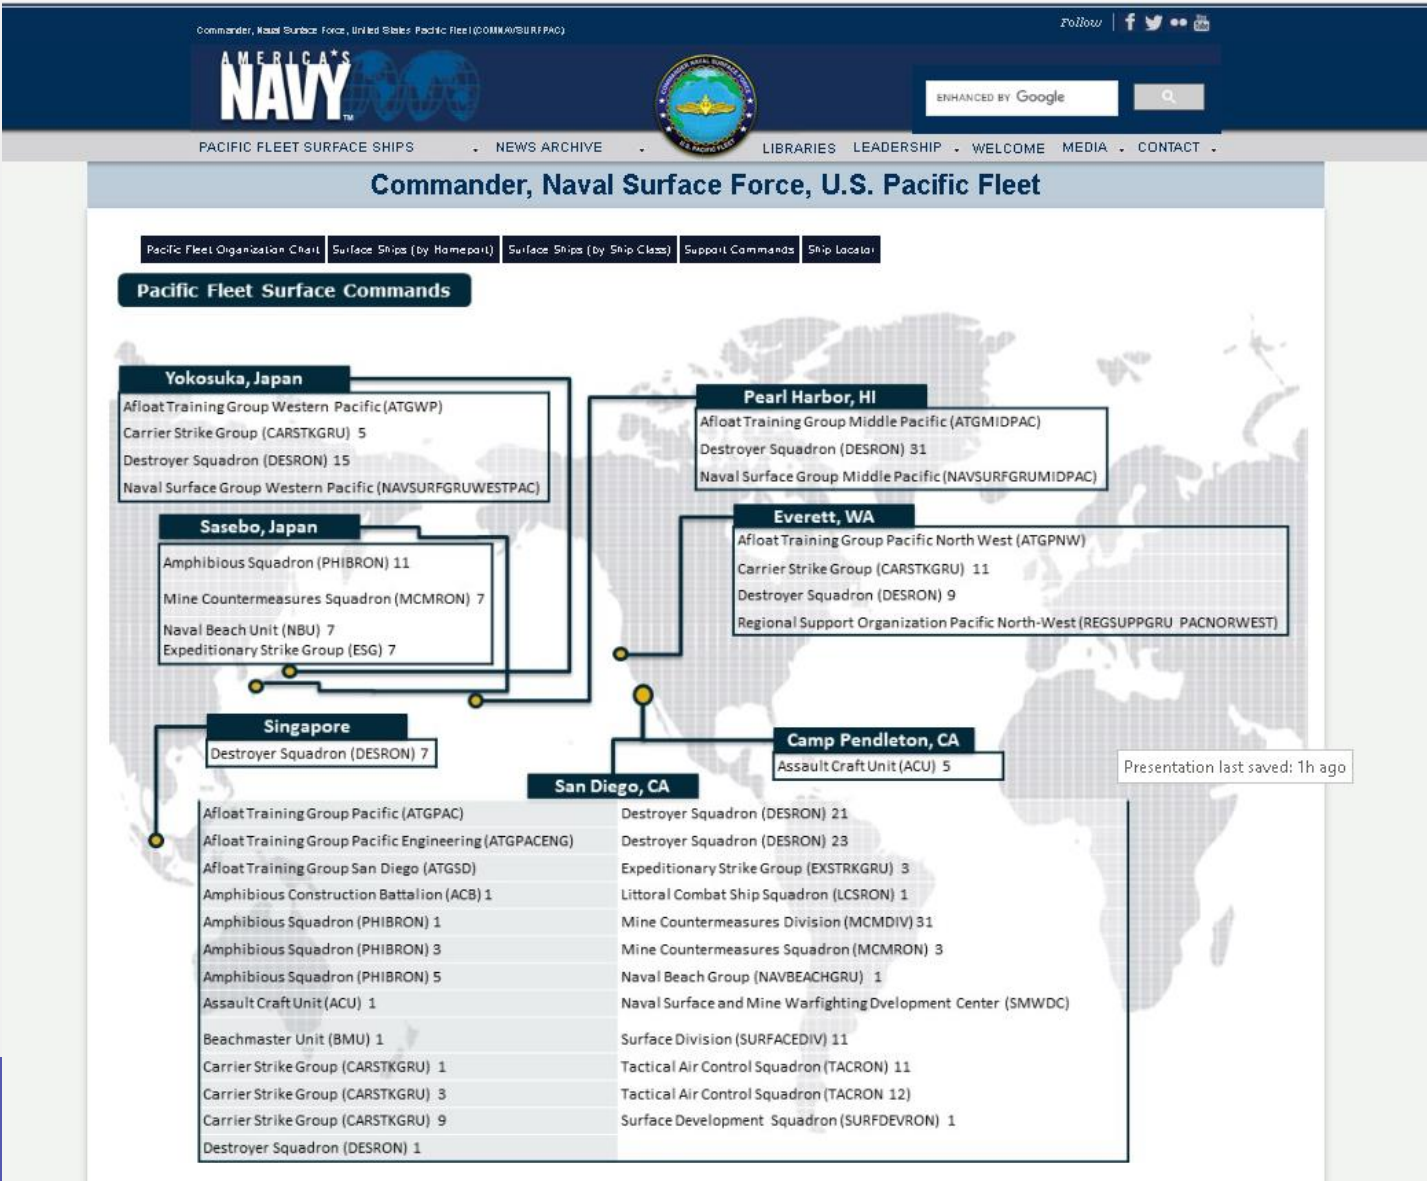 Commander, Naval Surface Force, United States Pacific Fleet (COMNAVSURFPAC)
Follow
You Tube
AMERICA'S
NAVY
TM
COMMANDER NAVAL SURFACE FORCE
U.S. PACIFIC FLEET
ENHANCED BY Google
PACIFIC FLEET SURFACE SHIPS
NEWS ARCHIVE
LIBRARIES
LEADERSHIP
WELCOME
MEDIA
CONTACT
Commander, Naval Surface Force, U.S. Pacific Fleet
Pacific Fleet Organization Chart
Surface Ships (by Homeport)
Surface Ships (by Ship Class)
Support Commands
Ship Locator
Pacific Fleet Surface Commands
Yokosuka, Japan
Afloat Training Group Western Pacific (ATGWP)
Carrier Strike Group (CARSTKGRU) 5
Destroyer Squadron (DESRON) 15
Naval Surface Group Western Pacific (NAVSURFGRUWESTPAC)
Pearl Harbor, HI
Afloat Training Group Middle Pacific (ATGMIDPAC)
Destroyer Squadron (DESRON) 31
Naval Surface Group Middle Pacific (NAVSURFGRUMIDPAC)
Sasebo, Japan
Amphibious Squadron (PHIBRON) 11
Mine Countermeasures Squadron (MCMRON) 7
Naval Beach Unit (NBU) 7
Expeditionary Strike Group (ESG) 7
Everett, WA
Afloat Training Group Pacific North West (ATGPNW)
Carrier Strike Group (CARSTKGRU) 11
Destroyer Squadron (DESRON) 9
Regional Support Organization Pacific North-West (REGSUPPGRU PACNORWEST)
Singapore
Destroyer Squadron (DESRON) 7
Camp Pendleton, CA
Assault Craft Unit (ACU) 5
Presentation last saved: 1h ago
San Diego, CA
Afloat Training Group Pacific (ATGPAC)
Afloat Training Group Pacific Engineering (ATGPACENG)
Afloat Training Group San Diego (ATGSD)
Amphibious Construction Battalion (ACB) 1
Amphibious Squadron (PHIBRON) 1
Amphibious Squadron (PHIBRON) 3
Amphibious Squadron (PHIBRON) 5
Assault Craft Unit (ACU) 1
Beachmaster Unit (BMU) 1
Carrier Strike Group (CARSTKGRU) 1
Carrier Strike Group (CARSTKGRU) 3
Carrier Strike Group (CARSTKGRU) 9
Destroyer Squadron (DESRON) 1
Destroyer Squadron (DESRON) 21
Destroyer Squadron (DESRON) 23
Expeditionary Strike Group (EXSTRKGRU) 3
Littoral Combat Ship Squadron (LCSRON) 1
Mine Countermeasures Division (MCMDIV) 31
Mine Countermeasures Squadron (MCMRON) 3
Naval Beach Group (NAVBEACHGRU) 1
Naval Surface and Mine Warfighting Dvelopment Center (SMWDC)
Surface Division (SURFACEDIV) 11
Tactical Air Control Squadron (TACRON) 11
Tactical Air Control Squadron (TACRON 12)
Surface Development Squadron (SURFDEVRON) 1